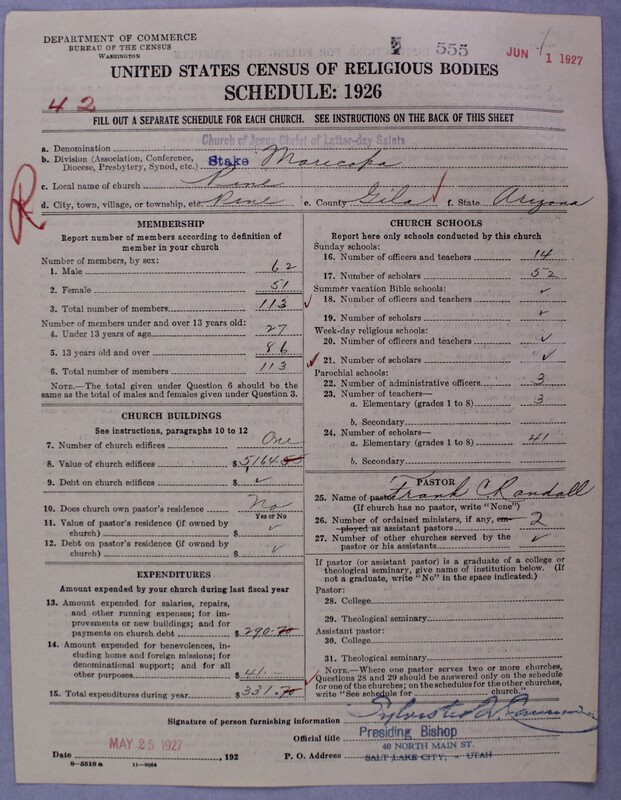 DEPARTMENT OF COMMERCE
BUREAU OF THE CENSUS
WASHINGTON
555
JUN 1 1927
UNITED STATES CENSUS OF RELIGIOUS BODIES
SCHEDULE: 1926
42
FILL OUT A SEPARATE SCHEDULE FOR EACH CHURCH. SEE INSTRUCTIONS ON THE BACK OF THIS SHEET
a. Denomination Church of Jesus Christ of Latter-day Saints
b. Division (Association, Conference, Diocese, Presbytery, Synod, etc.) Stake Maricopa
c. Local name of church Pine
d. City, town, village, or township, etc. Pine e. County Gila f. State Arizona
R
MEMBERSHIP
Report number of members according to definition of
member in your church
Number of members, by sex:
1. Male 62
2. Female 51
3. Total number of members 113
Number of members under and over 13 years old:
4. Under 13 years of age 27
5. 13 years old and over 86
6. Total number of members 113
NOTE.—The total given under Question 6 should be
same as the total of males and females given under Question 3.
CHURCH BUILDINGS
See instructions, paragraphs 10 to 12
7. Number of church edifices One
8. Value of church edifices $5164.50
9. Debt on church edifices $ ✓
10. Does church own pastor's residence No
Yes or No
11. Value of pastor's residence (if owned by
church) $ ✓
12. Debt on pastor's residence (if owned by
church) $ ✓
EXPENDITURES
Amount expended by your church during last fiscal year
13. Amount expended for salaries, repairs,
and other running expenses; for im-
provements or new buildings; and for
payments on church debt $290.70
14. Amount expended for benevolences, in-
cluding home and foreign missions; for
denominational support; and for all
other purposes $41.
15. Total expenditures during year $331.70
CHURCH SCHOOLS
Report here only schools conducted by this church
Sunday schools:
16. Number of officers and teachers 14
17. Number of scholars 52
Summer vacation Bible schools:
18. Number of officers and teachers ✓
19. Number of scholars ✓
Week-day religious schools:
20. Number of officers and teachers ✓
21. Number of scholars ✓
Parochial schools:
22. Number of administrative officers 3
23. Number of teachers—
a. Elementary (grades 1 to 8) 3
b. Secondary
24. Number of scholars—
a. Elementary (grades 1 to 8) 41
b. Secondary
PASTOR
25. Name of pastor Frank C Randall
(If church has no pastor, write "None")
26. Number of ordained ministers, if any, em-
ployed as assistant pastors 2
27. Number of other churches served by the
pastor or his assistants ✓
If pastor (or assistant pastor) is a graduate of a college or
theological seminary, give name of institution below. (If
not a graduate, write "No" in the space indicated.)
Pastor:
28. College
29. Theological seminary
Assistant pastor:
30. College
31. Theological seminary
NOTE.—Where one pastor serves two or more churches,
Questions 28 and 29 should be answered only on the schedule
for one of the churches; on the schedules for the other churches,
write "See schedule for church."
Signature of person furnishing information
Official title Presiding Bishop
Date MAY 25 1927, 192 P. O. Address 40 NORTH MAIN ST.
SALT LAKE CITY, - UTAH
8—5518 a 11—9084